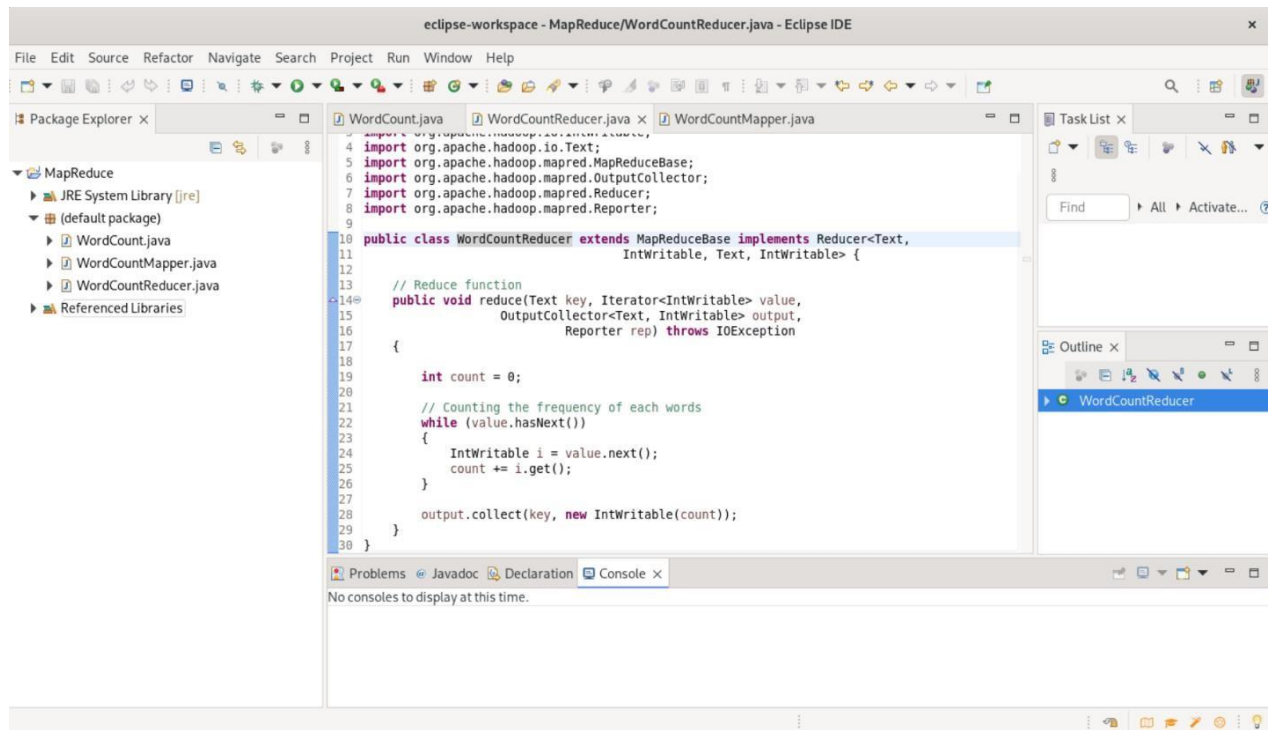 eclipse-workspace - MapReduce/WordCountReducer.java - Eclipse IDE
File Edit Source Refactor Navigate Search Project Run Window Help
Package Explorer
MapReduce
JRE System Library [jre]
(default package)
WordCount.java
WordCountMapper.java
WordCountReducer.java
Referenced Libraries
WordCount.java WordCountReducer.java WordCountMapper.java
3 import org.apache.hadoop.io.IntWritable;
4 import org.apache.hadoop.io.Text;
5 import org.apache.hadoop.mapred.MapReduceBase;
6 import org.apache.hadoop.mapred.OutputCollector;
7 import org.apache.hadoop.mapred.Reducer;
8 import org.apache.hadoop.mapred.Reporter;
9
10 public class WordCountReducer extends MapReduceBase implements Reducer<Text,
11 IntWritable, Text, IntWritable> {
12
13 // Reduce function
14 public void reduce(Text key, Iterator<IntWritable> value,
15 OutputCollector<Text, IntWritable> output,
16 Reporter rep) throws IOException
17 {
18
19 int count = 0;
20
21 // Counting the frequency of each words
22 while (value.hasNext())
23 {
24 IntWritable i = value.next();
25 count += i.get();
26 }
27
28 output.collect(key, new IntWritable(count));
29 }
30 }
Problems Javadoc Declaration Console
No consoles to display at this time.
Task List
Find All Activate...
Outline
WordCountReducer